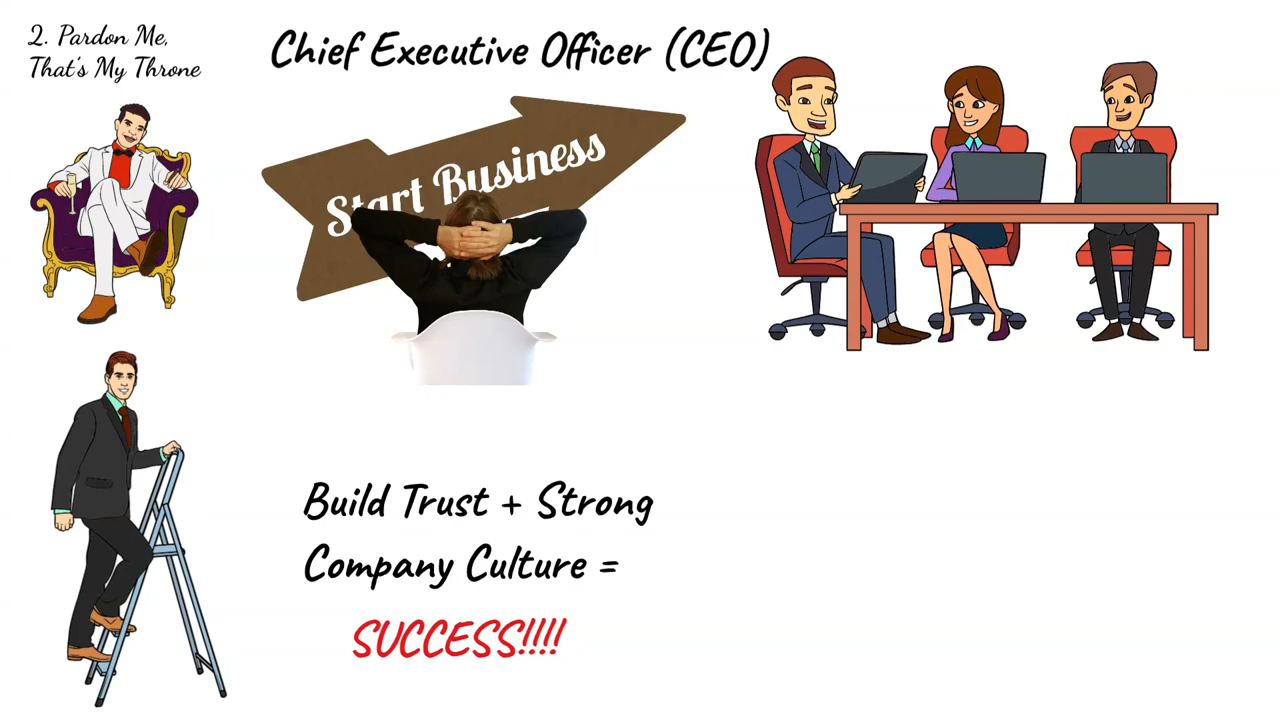 2. Pardon Me,
That's My Throne
Chief Executive Officer (CEO)
Start Business
Build Trust + Strong
Company Culture =
SUCCESS!!!!